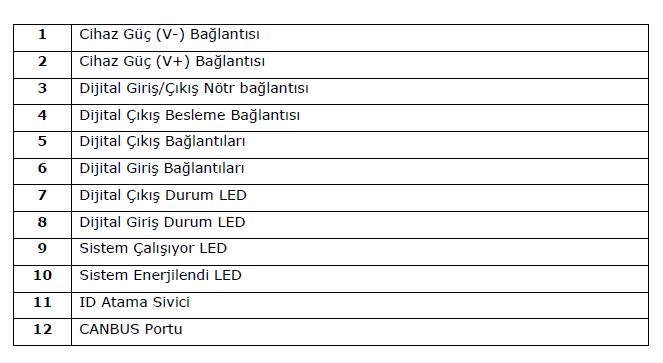 1 Cihaz Güç (V-) Bağlantısı
2 Cihaz Güç (V+) Bağlantısı
3 Dijital Giriş/Çıkış Nötr bağlantısı
4 Dijital Çıkış Besleme Bağlantısı
5 Dijital Çıkış Bağlantıları
6 Dijital Giriş Bağlantıları
7 Dijital Çıkış Durum LED
8 Dijital Giriş Durum LED
9 Sistem Çalışıyor LED
10 Sistem Enerjilendi LED
11 ID Atama Sivici
12 CANBUS Portu